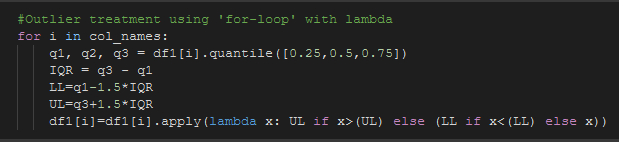 #Outlier treatment using 'for-loop' with lambda
for i in col_names:
    q1, q2, q3 = df1[i].quantile([0.25,0.5,0.75])
    IQR = q3 - q1
    LL=q1-1.5*IQR
    UL=q3+1.5*IQR
    df1[i]=df1[i].apply(lambda x: UL if x>(UL) else (LL if x<(LL) else x))